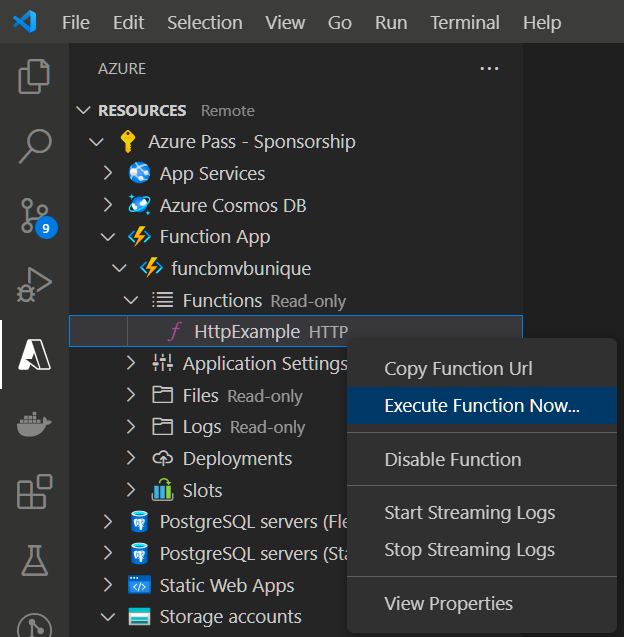 File Edit Selection View Go Run Terminal Help
AZURE
RESOURCES Remote
Azure Pass - Sponsorship
App Services
Azure Cosmos DB
9
Function App
funcbmvbunique
Functions Read-only
HttpExample HTTP
Application Settings
Files Read-only
Logs Read-only
Deployments
Slots
PostgreSQL servers (Fle
PostgreSQL servers (Sta
Static Web Apps
Storage accounts
Copy Function Url
Execute Function Now...
Disable Function
Start Streaming Logs
Stop Streaming Logs
View Properties